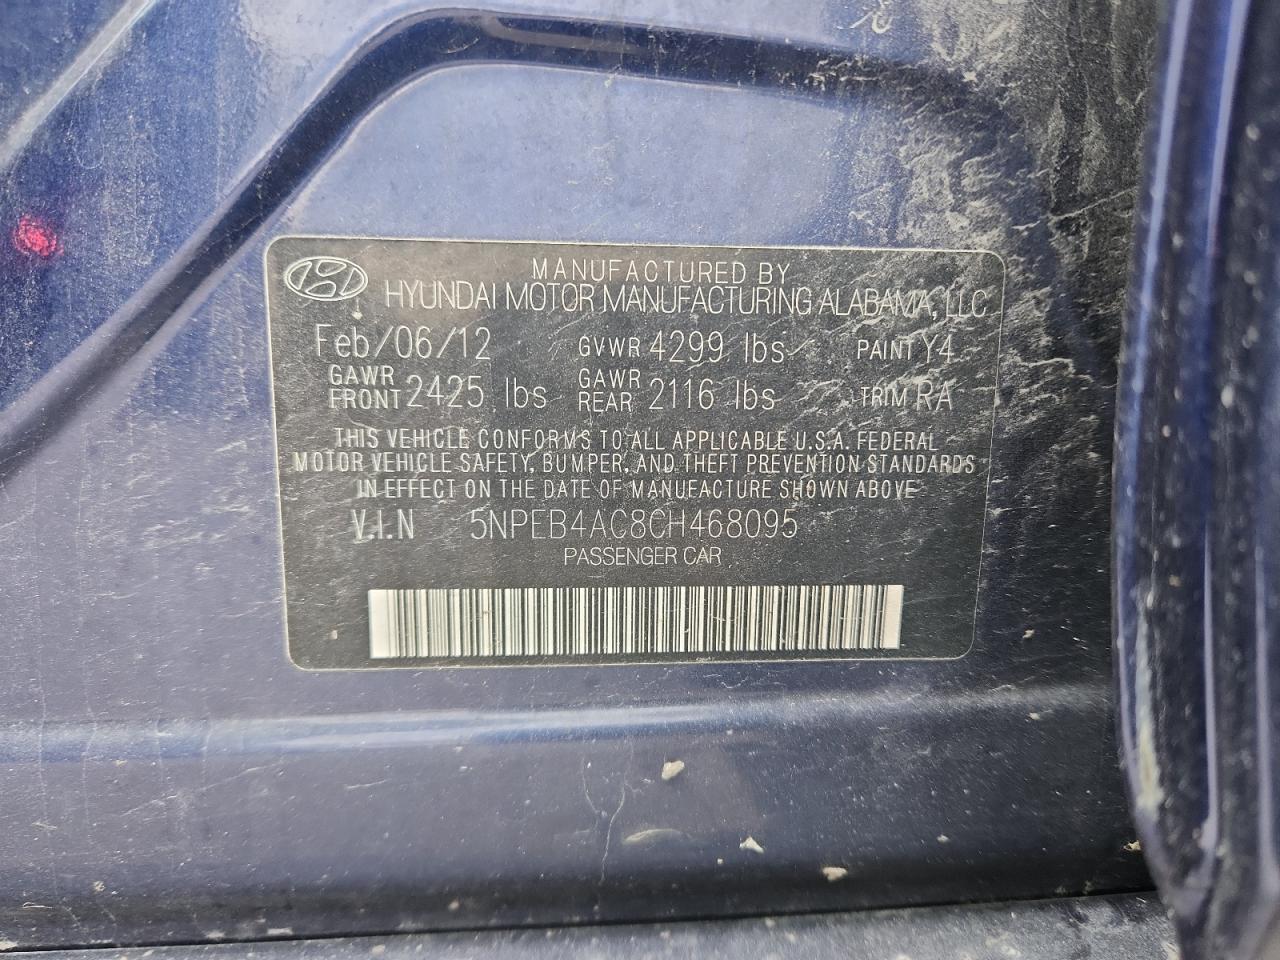 MANUFACTURED BY
HYUNDAI MOTOR MANUFACTURING ALABAMA, LLC
Feb/06/12 GVWR 4299 lbs PAINT Y4
GAWR FRONT 2425 lbs GAWR REAR 2116 lbs TRIM RA
THIS VEHICLE CONFORMS TO ALL APPLICABLE U.S.A. FEDERAL
MOTOR VEHICLE SAFETY, BUMPER, AND THEFT PREVENTION STANDARDS
IN EFFECT ON THE DATE OF MANUFACTURE SHOWN ABOVE
V.I.N 5NPEB4AC8CH468095
PASSENGER CAR